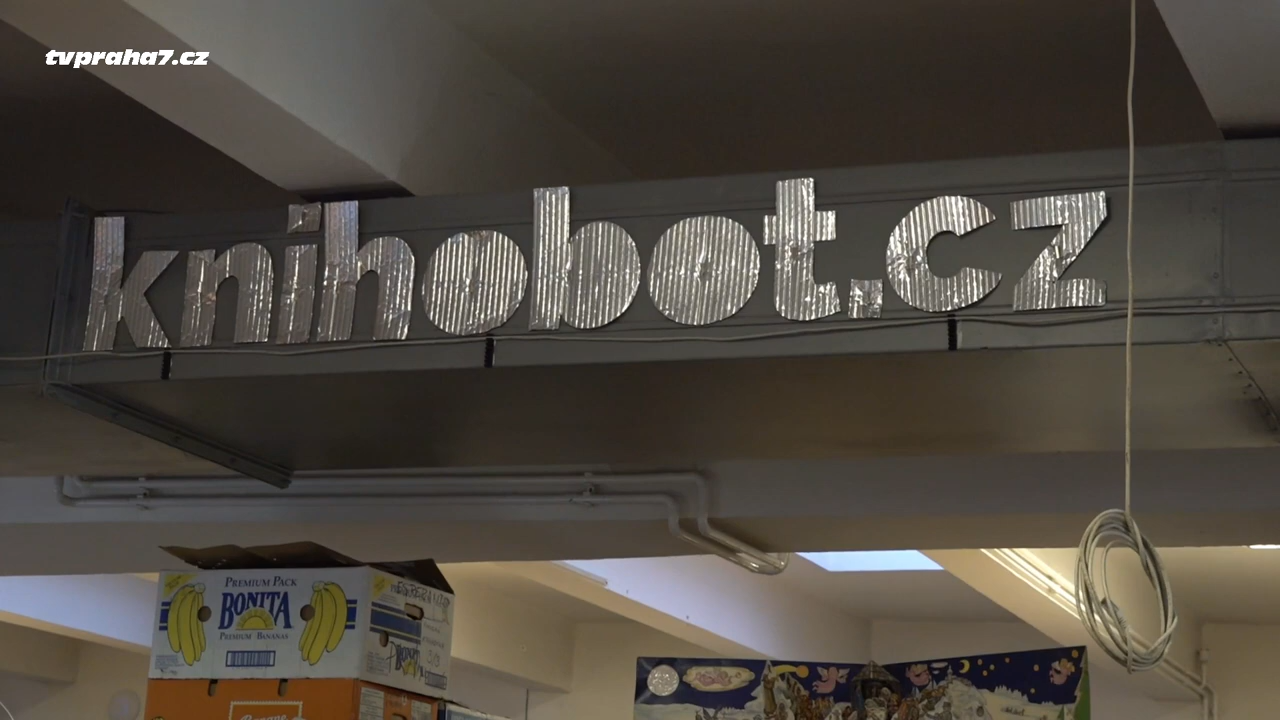 tvpraha7.cz
knihobot.cz
PREMIUM PACK
BONITA
PREMIUM BANANAS